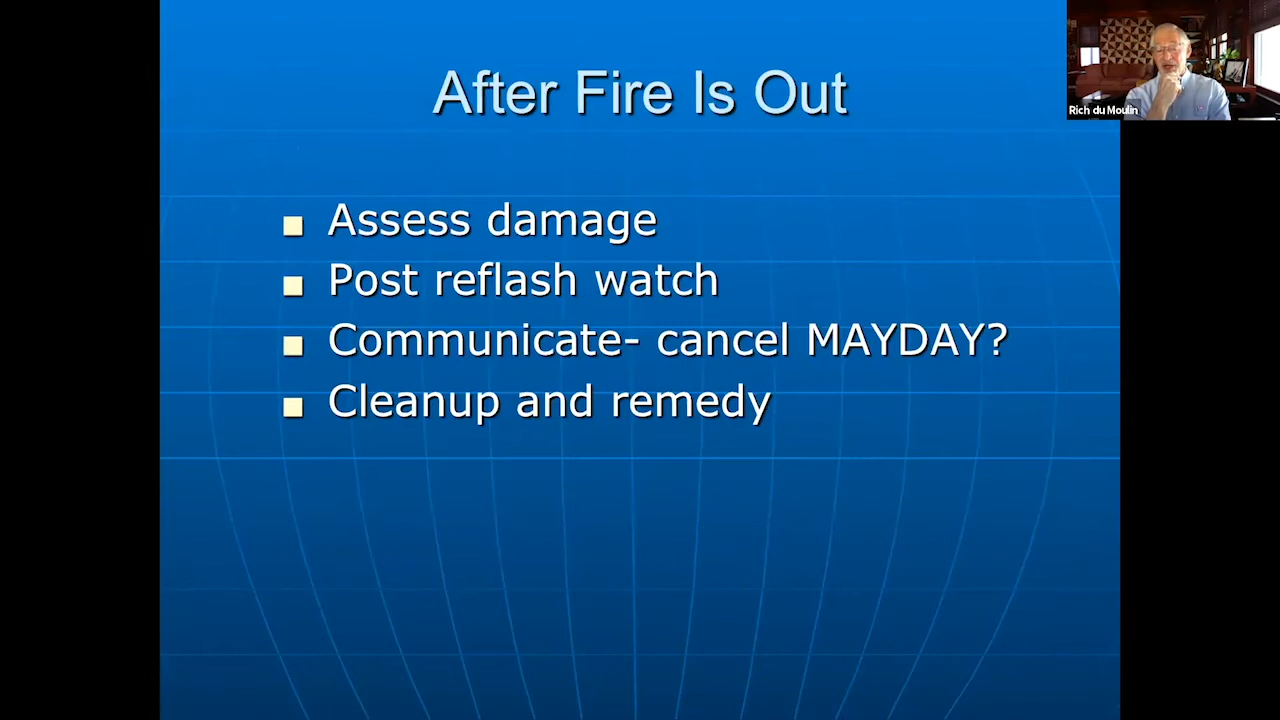 After Fire Is Out
Rich du Moulin
Assess damage
Post reflash watch
Communicate- cancel MAYDAY?
Cleanup and remedy